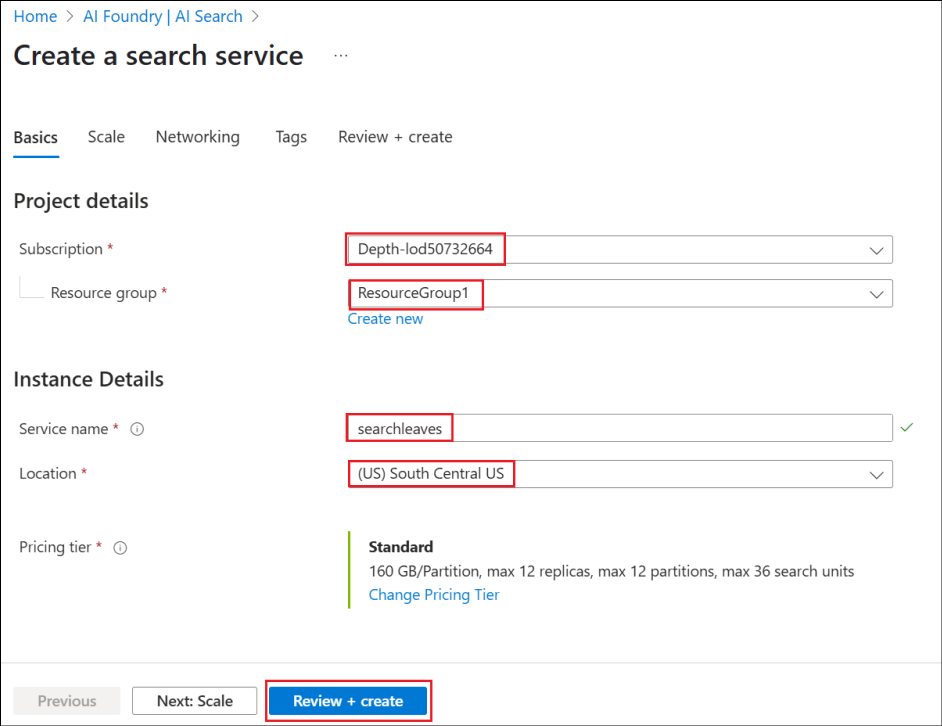 Home > AI Foundry | AI Search >
Create a search service ...
Basics Scale Networking Tags Review + create
Project details
Subscription * Depth-lod50732664
Resource group * ResourceGroup1
Create new
Instance Details
Service name * searchleaves
Location * (US) South Central US
Pricing tier * Standard
160 GB/Partition, max 12 replicas, max 12 partitions, max 36 search units
Change Pricing Tier
Previous Next: Scale Review + create